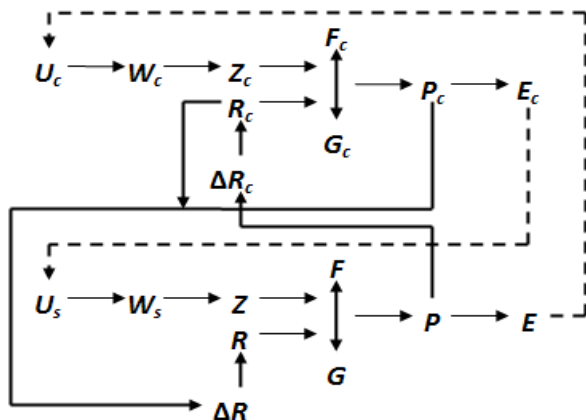 F_c
U_c W_c Z_c P_c E_c
R_c
G_c
ΔR_c
F
U_s W_s Z P E
R
G
ΔR